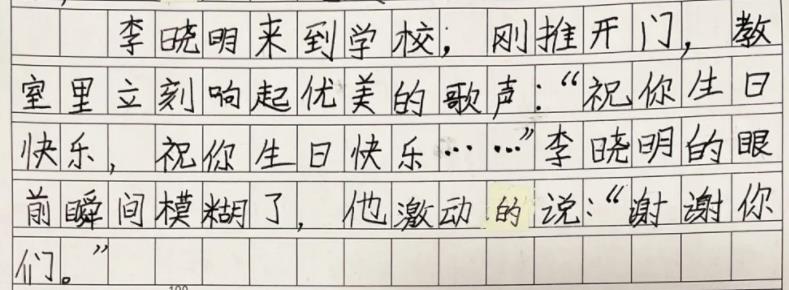 李晓明来到学校，刚推开门，教
室里立刻响起优美的歌声：“祝你生日
快乐，祝你生日快乐……”李晓明的眼
前瞬间模糊了，他激动的说：“谢谢你
们。”